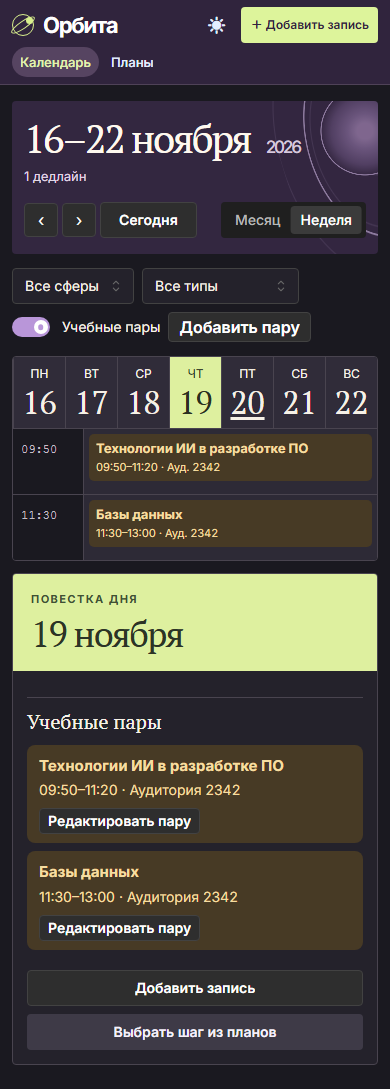 Орбита
+ Добавить запись
Календарь Планы
16–22 ноября 2026
1 дедлайн
‹ › Сегодня Месяц Неделя
Все сферы Все типы
Учебные пары Добавить пару
ПН ВТ СР ЧТ ПТ СБ ВС
16 17 18 19 20 21 22
09:50 Технологии ИИ в разработке ПО
09:50–11:20 · Ауд. 2342
11:30 Базы данных
11:30–13:00 · Ауд. 2342
ПОВЕСТКА ДНЯ
19 ноября
Учебные пары
Технологии ИИ в разработке ПО
09:50–11:20 · Аудитория 2342
Редактировать пару
Базы данных
11:30–13:00 · Аудитория 2342
Редактировать пару
Добавить запись
Выбрать шаг из планов